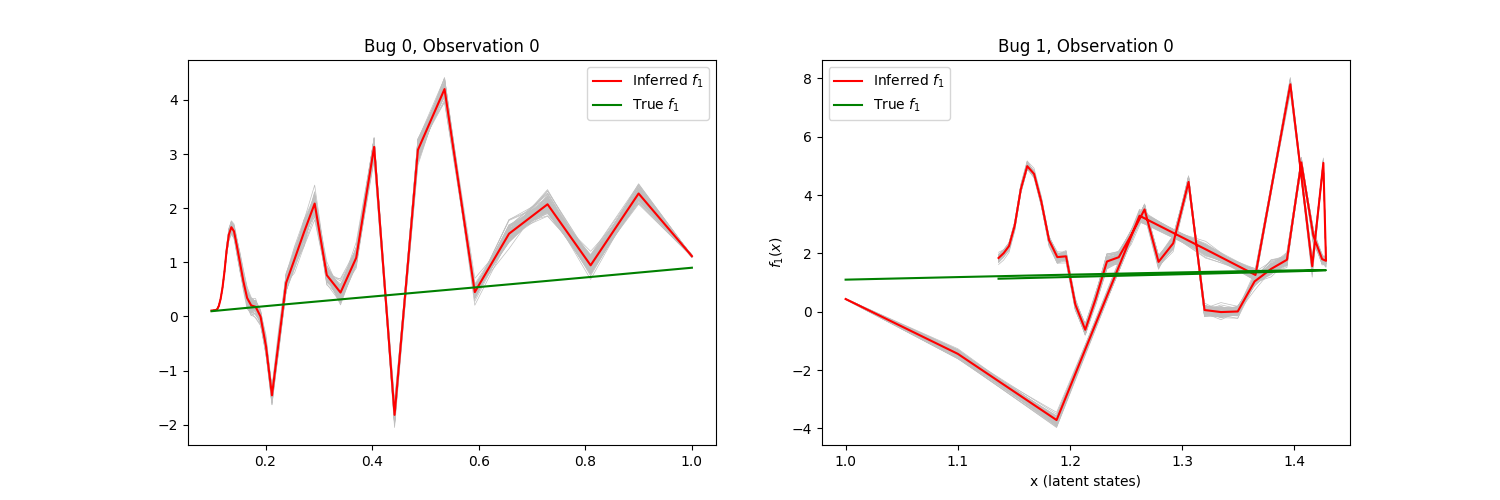 Bug 0, Observation 0
Inferred f₁
True f₁
4
3
2
1
0
−1
−2
0.2 0.4 0.6 0.8 1.0
Bug 1, Observation 0
Inferred f₁
True f₁
f₁(x)
8
6
4
2
0
−2
−4
1.0 1.1 1.2 1.3 1.4
x (latent states)